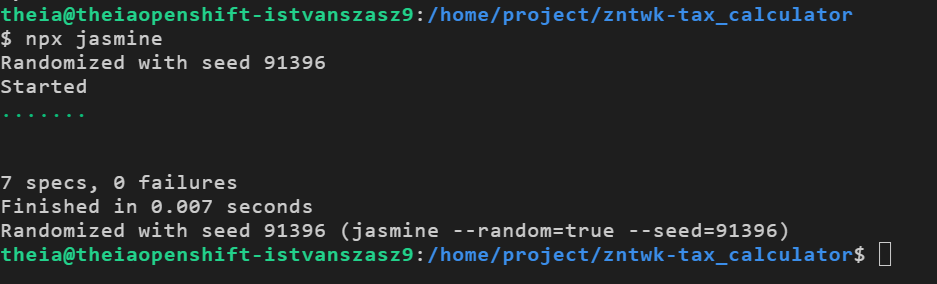 theia@theiaopenshift-istvanszasz9:/home/project/zntwk-tax_calculator
$ npx jasmine
Randomized with seed 91396
Started
.......
7 specs, 0 failures
Finished in 0.007 seconds
Randomized with seed 91396 (jasmine --random=true --seed=91396)
theia@theiaopenshift-istvanszasz9:/home/project/zntwk-tax_calculator$